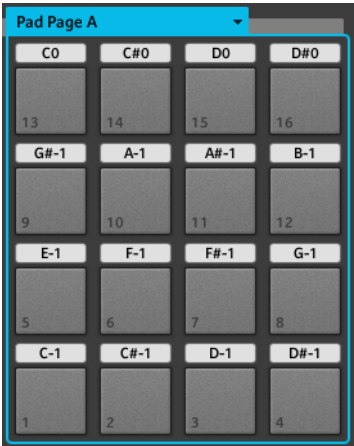 Pad Page A
C0 C#0 D0 D#0
13 14 15 16
G#-1 A-1 A#-1 B-1
9 10 11 12
E-1 F-1 F#-1 G-1
5 6 7 8
C-1 C#-1 D-1 D#-1
1 2 3 4